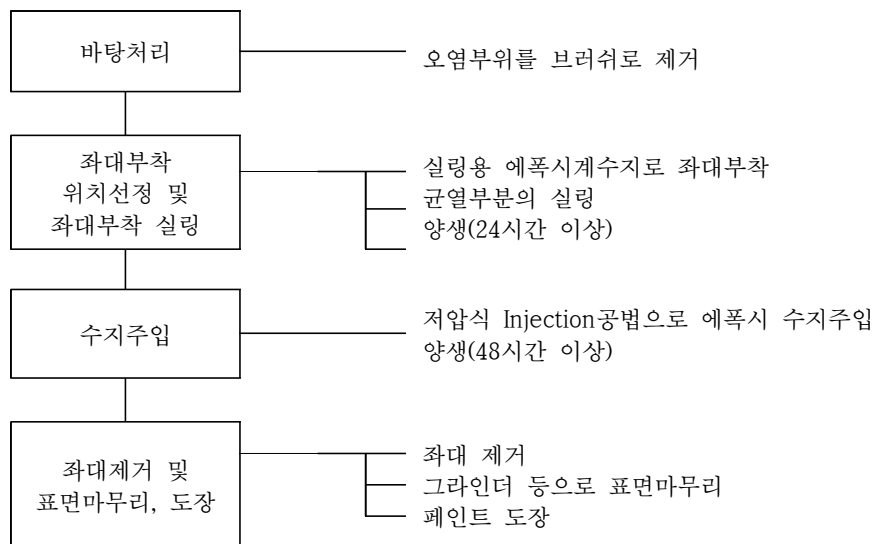 바탕처리
오염부위를 브러쉬로 제거
좌대부착
위치선정 및
좌대부착 실링
실링용 에폭시계수지로 좌대부착
균열부분의 실링
양생(24시간 이상)
수지주입
저압식 Injection공법으로 에폭시 수지주입
양생(48시간 이상)
좌대제거 및
표면마무리, 도장
좌대 제거
그라인더 등으로 표면마무리
페인트 도장